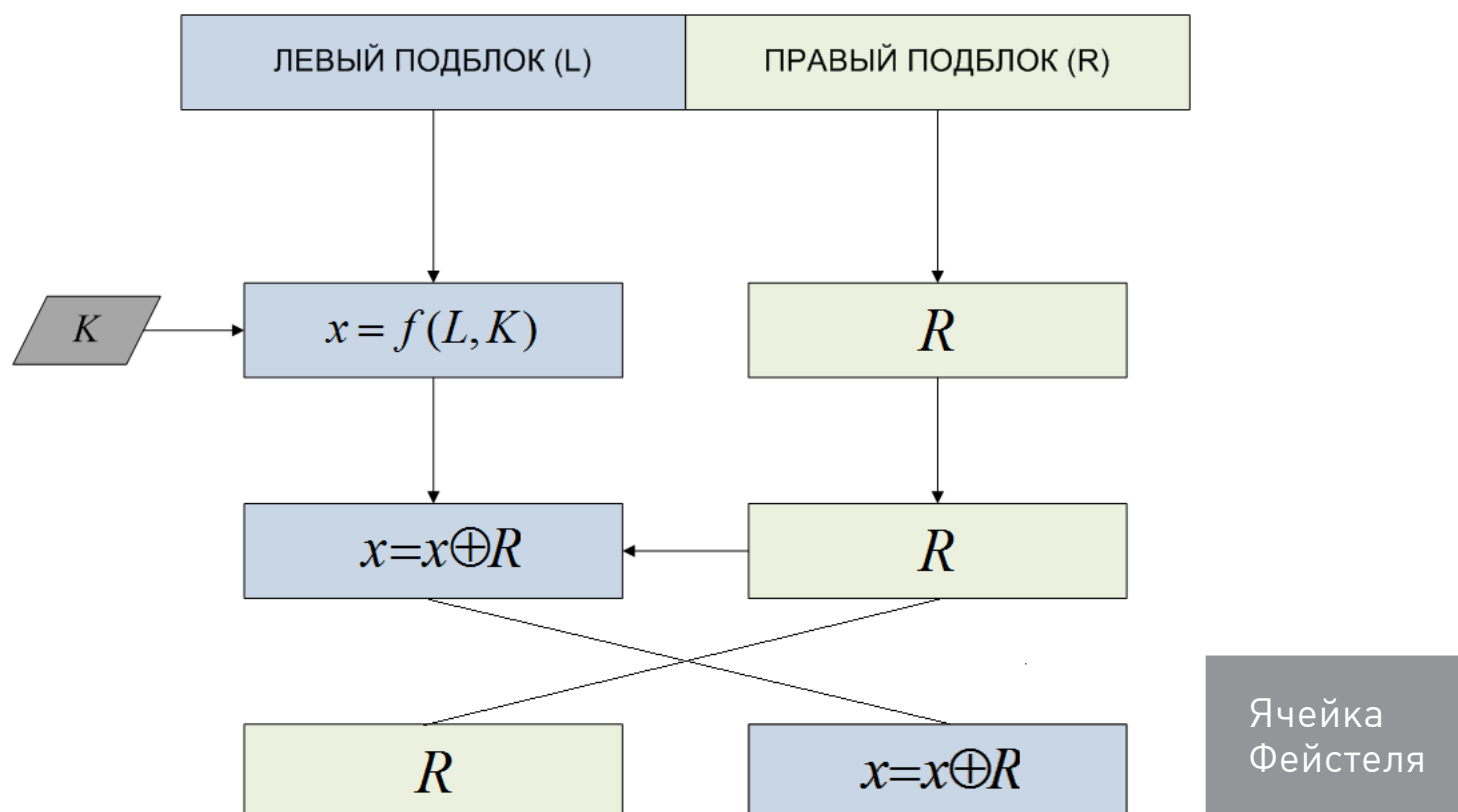 ЛЕВЫЙ ПОДБЛОК (L)
ПРАВЫЙ ПОДБЛОК (R)
K
x = f(L, K)
R
x=x⊕R
R
R
x=x⊕R
Ячейка
Фейстеля